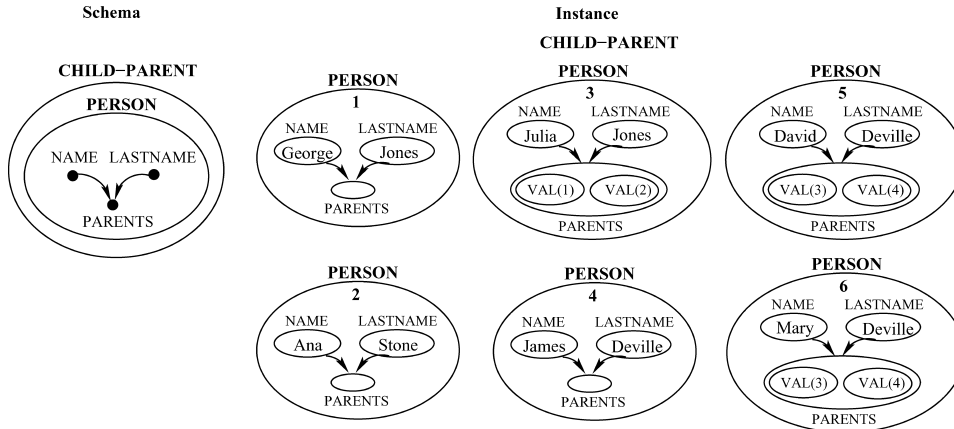 Schema
Instance
CHILD−PARENT
CHILD−PARENT
PERSON
NAME LASTNAME
PARENTS
PERSON
1
NAME LASTNAME
George Jones
PARENTS
PERSON
3
NAME LASTNAME
Julia Jones
VAL(1) VAL(2)
PARENTS
PERSON
5
NAME LASTNAME
David Deville
VAL(3) VAL(4)
PARENTS
PERSON
2
NAME LASTNAME
Ana Stone
PARENTS
PERSON
4
NAME LASTNAME
James Deville
PARENTS
PERSON
6
NAME LASTNAME
Mary Deville
VAL(3) VAL(4)
PARENTS